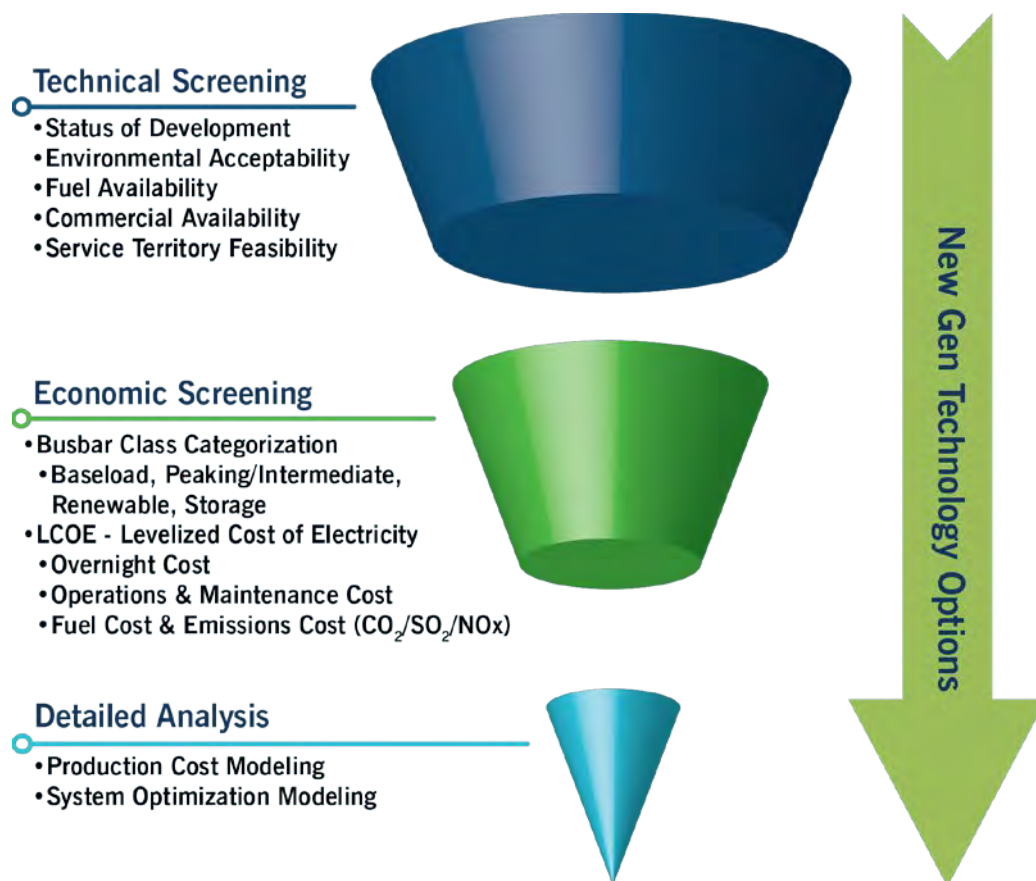 Technical Screening
•Status of Development
•Environmental Acceptability
•Fuel Availability
•Commercial Availability
•Service Territory Feasibility
Economic Screening
•Busbar Class Categorization
•Baseload, Peaking/Intermediate,
Renewable, Storage
•LCOE - Levelized Cost of Electricity
•Overnight Cost
•Operations & Maintenance Cost
•Fuel Cost & Emissions Cost (CO₂/SO₂/NOx)
Detailed Analysis
•Production Cost Modeling
•System Optimization Modeling
New Gen Technology Options